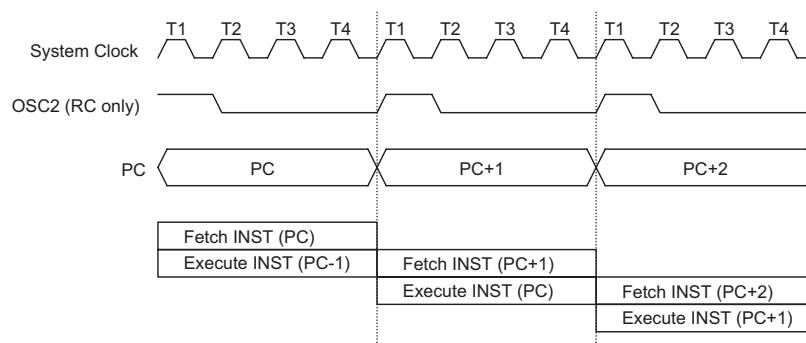 T1 T2 T3 T4 T1 T2 T3 T4 T1 T2 T3 T4
System Clock
OSC2 (RC only)
PC PC PC+1 PC+2
Fetch INST (PC)
Execute INST (PC-1) Fetch INST (PC+1)
Execute INST (PC) Fetch INST (PC+2)
Execute INST (PC+1)